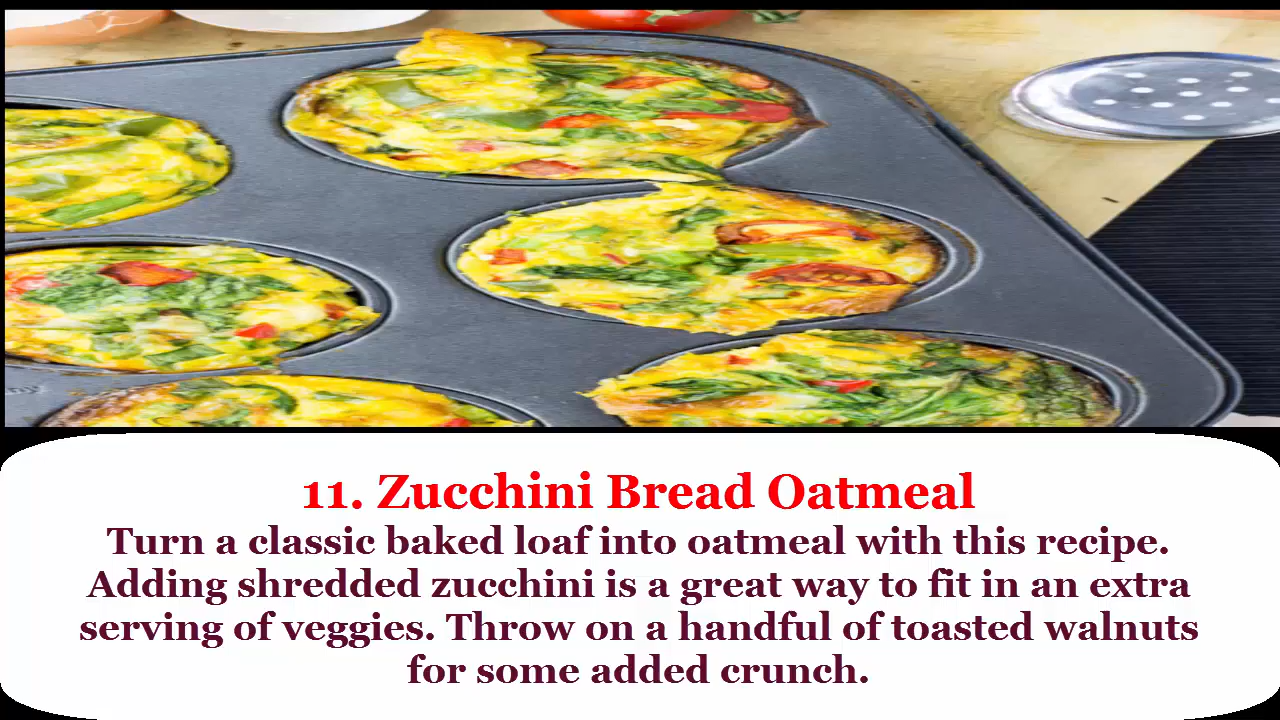 11. Zucchini Bread Oatmeal
Turn a classic baked loaf into oatmeal with this recipe.
Adding shredded zucchini is a great way to fit in an extra
serving of veggies. Throw on a handful of toasted walnuts
for some added crunch.